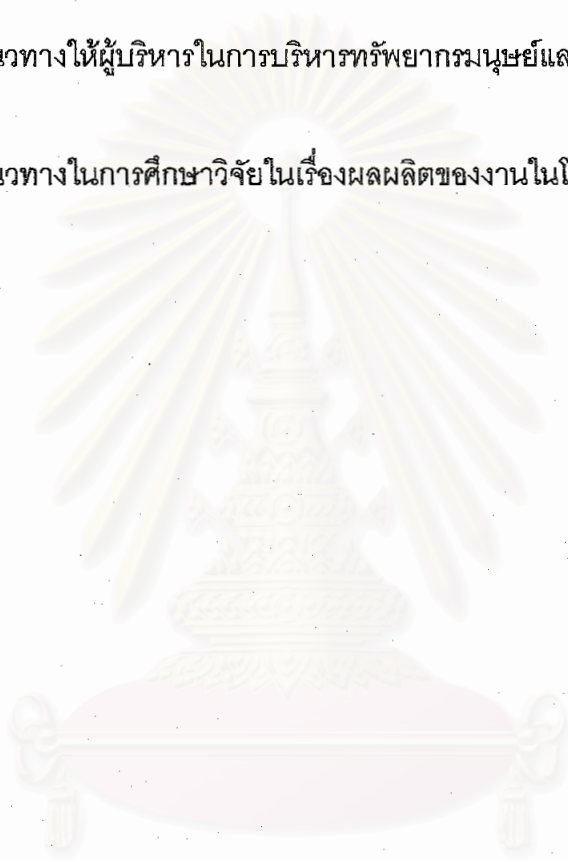 นวทางให้ผู้บริหารในการบริหารทรัพยากรมนุษย์และ
นวทางในการศึกษาวิจัยในเรื่องผลผลิตของงานในโ